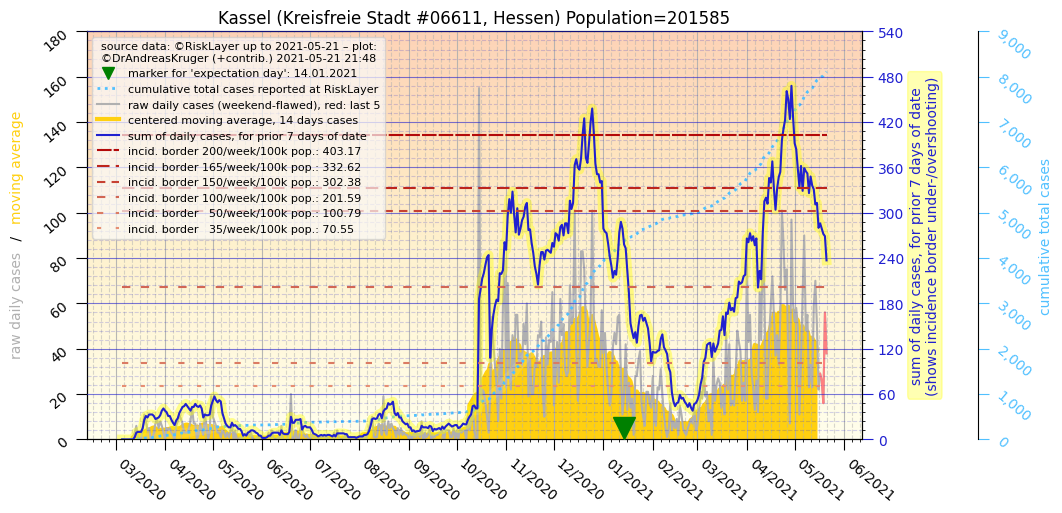 Kassel (Kreisfreie Stadt #06611, Hessen) Population=201585
source data: ©RiskLayer up to 2021-05-21 – plot:
©DrAndreasKruger (+contrib.) 2021-05-21 21:48
marker for 'expectation day': 14.01.2021
cumulative total cases reported at RiskLayer
raw daily cases (weekend-flawed), red: last 5
centered moving average, 14 days cases
sum of daily cases, for prior 7 days of date
incid. border 200/week/100k pop.: 403.17
incid. border 165/week/100k pop.: 332.62
incid. border 150/week/100k pop.: 302.38
incid. border 100/week/100k pop.: 201.59
incid. border 50/week/100k pop.: 100.79
incid. border 35/week/100k pop.: 70.55
raw daily cases / moving average
180
160
140
120
100
80
60
40
20
0
540
480
420
360
300
240
180
120
60
0
sum of daily cases, for prior 7 days of date
(shows incidence border under-/overshooting)
9,000
8,000
7,000
6,000
5,000
4,000
3,000
2,000
1,000
0
cumulative total cases
03/2020
04/2020
05/2020
06/2020
07/2020
08/2020
09/2020
10/2020
11/2020
12/2020
01/2021
02/2021
03/2021
04/2021
05/2021
06/2021